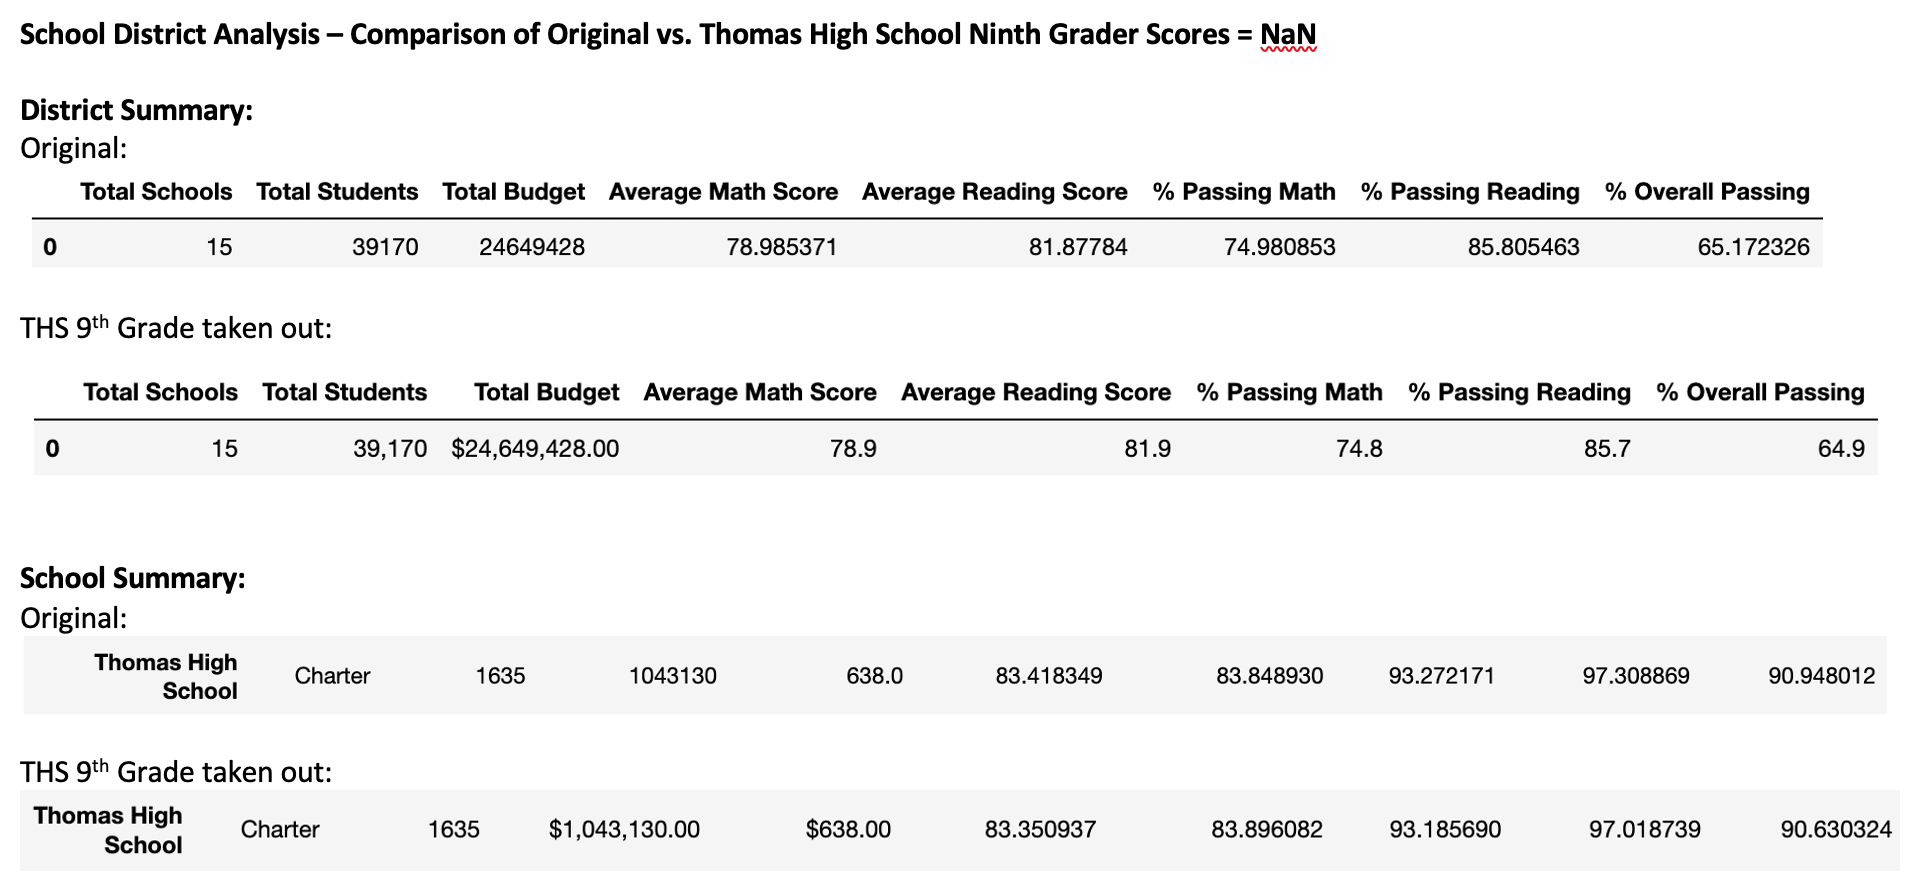 School District Analysis – Comparison of Original vs. Thomas High School Ninth Grader Scores = NaN
District Summary:
Original:
Total Schools Total Students Total Budget Average Math Score Average Reading Score % Passing Math % Passing Reading % Overall Passing
0 15 39170 24649428 78.985371 81.87784 74.980853 85.805463 65.172326
THS 9th Grade taken out:
Total Schools Total Students Total Budget Average Math Score Average Reading Score % Passing Math % Passing Reading % Overall Passing
0 15 39,170 $24,649,428.00 78.9 81.9 74.8 85.7 64.9
School Summary:
Original:
Thomas High
School Charter 1635 1043130 638.0 83.418349 83.848930 93.272171 97.308869 90.948012
THS 9th Grade taken out:
Thomas High
School Charter 1635 $1,043,130.00 $638.00 83.350937 83.896082 93.185690 97.018739 90.630324